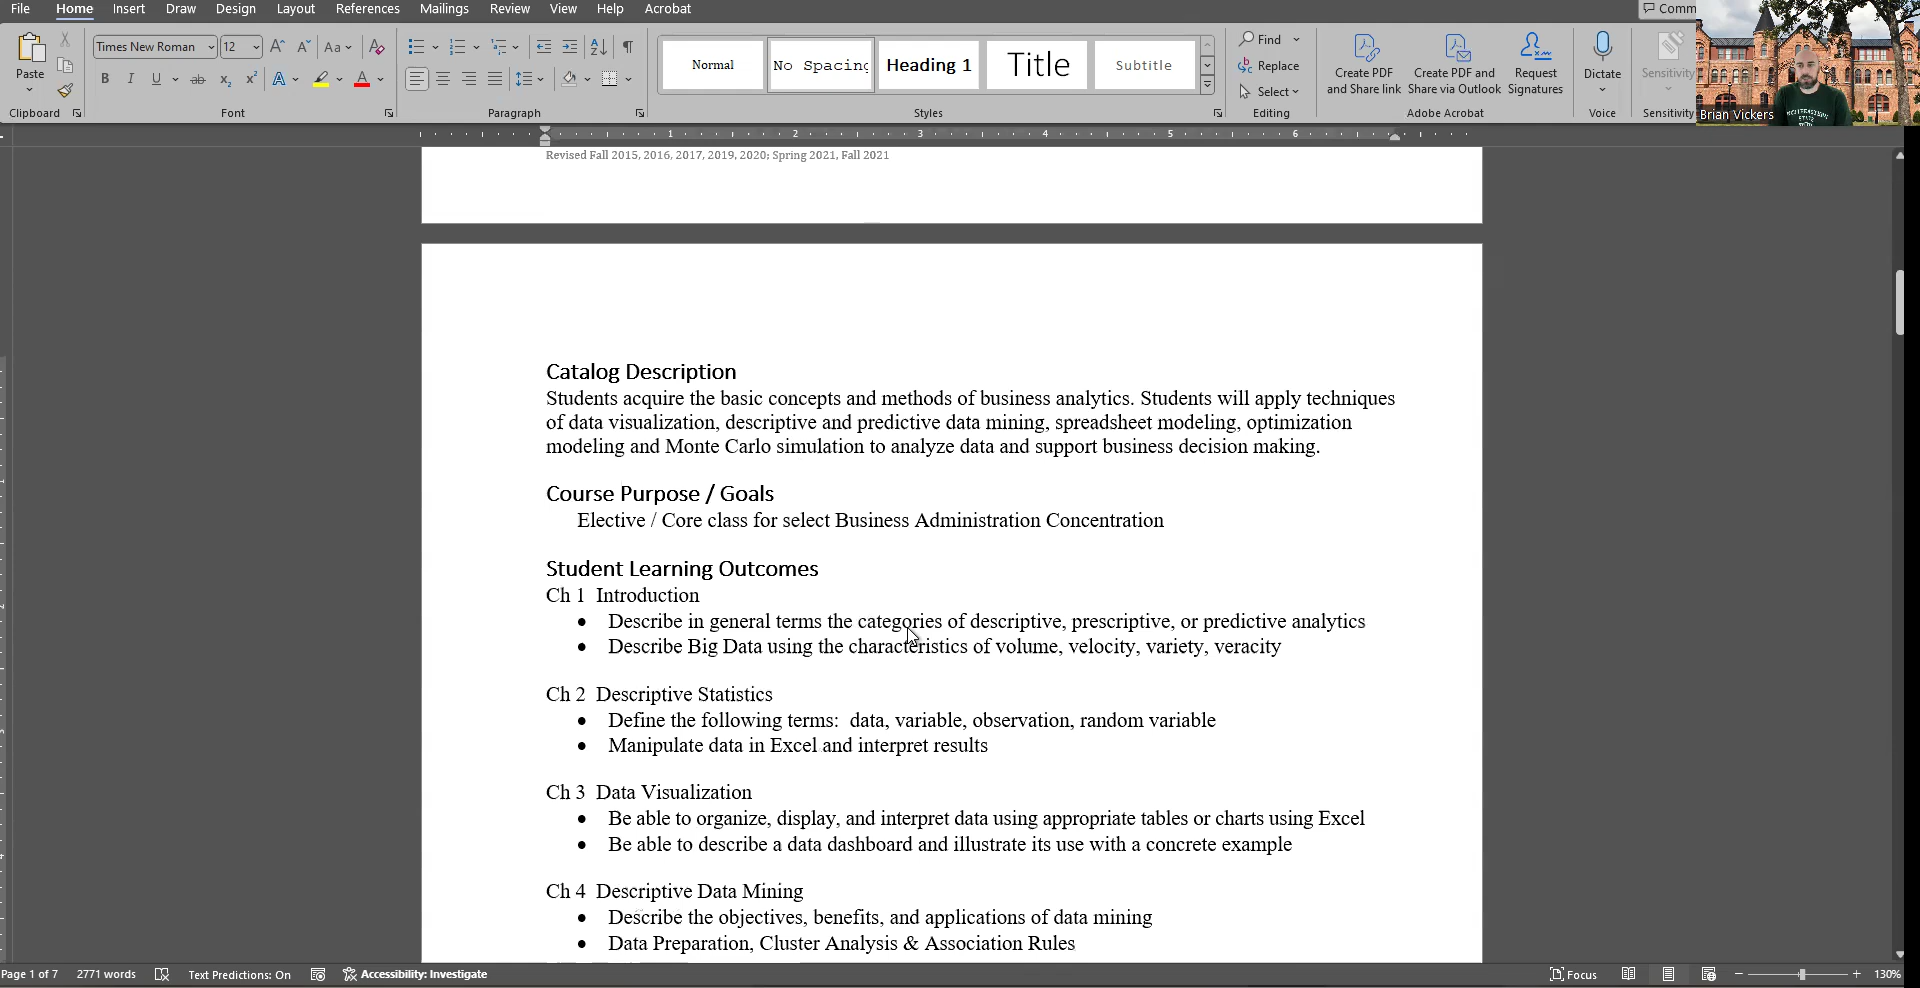 File Home Insert Draw Design Layout References Mailings Review View Help Acrobat
Comm
Paste
Times New Roman 12
Aa
B I U ab x₂ x² A A
Normal No Spacing Heading 1 Title Subtitle
Find
Replace
Select
Create PDF and Share link
Create PDF and Share via Outlook
Request Signatures
Dictate
Sensitivity
Clipboard Font Paragraph Styles Editing Adobe Acrobat Voice Sensitivity
Brian Vickers
1 2 3 4 5 6
Revised Fall 2015, 2016, 2017, 2019, 2020; Spring 2021, Fall 2021
Catalog Description
Students acquire the basic concepts and methods of business analytics. Students will apply techniques
of data visualization, descriptive and predictive data mining, spreadsheet modeling, optimization
modeling and Monte Carlo simulation to analyze data and support business decision making.
Course Purpose / Goals
Elective / Core class for select Business Administration Concentration
Student Learning Outcomes
Ch 1 Introduction
• Describe in general terms the categories of descriptive, prescriptive, or predictive analytics
• Describe Big Data using the characteristics of volume, velocity, variety, veracity
Ch 2 Descriptive Statistics
• Define the following terms: data, variable, observation, random variable
• Manipulate data in Excel and interpret results
Ch 3 Data Visualization
• Be able to organize, display, and interpret data using appropriate tables or charts using Excel
• Be able to describe a data dashboard and illustrate its use with a concrete example
Ch 4 Descriptive Data Mining
• Describe the objectives, benefits, and applications of data mining
• Data Preparation, Cluster Analysis & Association Rules
Page 1 of 7 2771 words Text Predictions: On Accessibility: Investigate Focus 130%